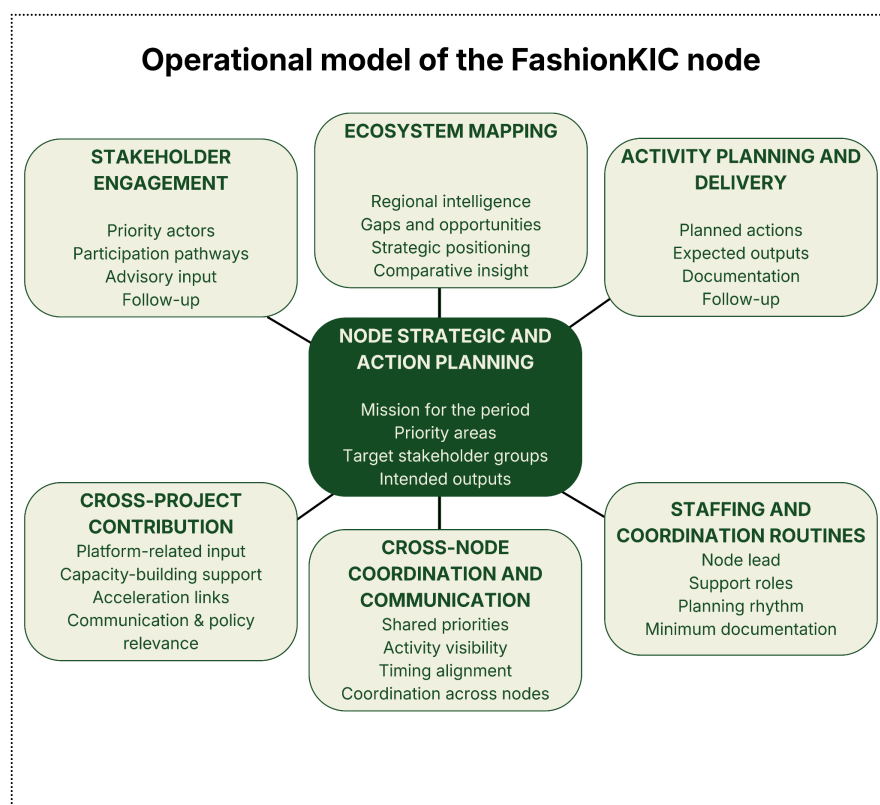 Operational model of the FashionKIC node
STAKEHOLDER
ENGAGEMENT
Priority actors
Participation pathways
Advisory input
Follow-up
ECOSYSTEM MAPPING
Regional intelligence
Gaps and opportunities
Strategic positioning
Comparative insight
ACTIVITY PLANNING AND
DELIVERY
Planned actions
Expected outputs
Documentation
Follow-up
NODE STRATEGIC AND
ACTION PLANNING
Mission for the period
Priority areas
Target stakeholder groups
Intended outputs
CROSS-PROJECT
CONTRIBUTION
Platform-related input
Capacity-building support
Acceleration links
Communication & policy
relevance
CROSS-NODE
COORDINATION AND
COMMUNICATION
Shared priorities
Activity visibility
Timing alignment
Coordination across nodes
STAFFING AND
COORDINATION ROUTINES
Node lead
Support roles
Planning rhythm
Minimum documentation